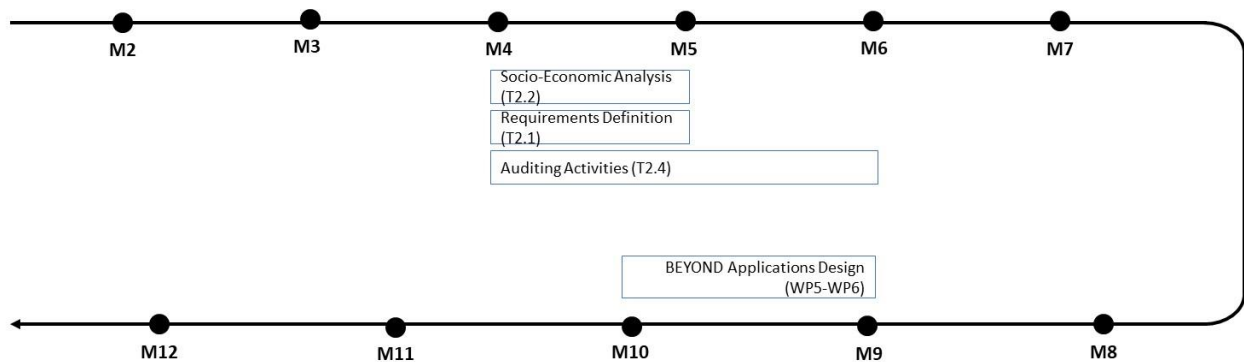 M2
M3
M4
M5
M6
M7
Socio-Economic Analysis
(T2.2)
Requirements Definition
(T2.1)
Auditing Activities (T2.4)
BEYOND Applications Design
(WP5-WP6)
M12
M11
M10
M9
M8